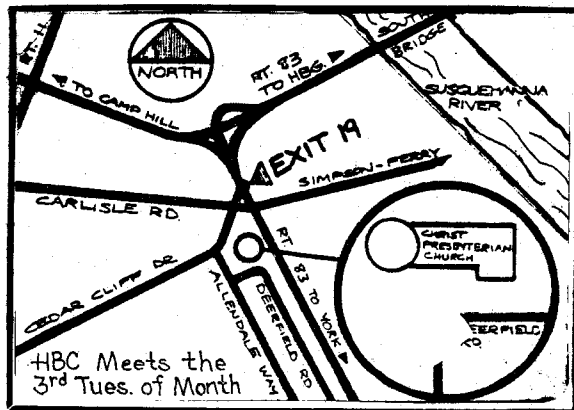 RT. 11
NORTH
RT. 83
TO HBG.
SOUTH
BRIDGE
TO CAMP HILL
SUSQUEHANNA
RIVER
EXIT 19
SIMPSON-FERRY
CARLISLE RD.
CHRIST
PRESBYTERIAN
CHURCH
RT. 83 TO YORK
CEDAR CLIFF DR.
ALLENDALE WAY
DEERFIELD RD
EERFIELD
RD.
HBC Meets the
3rd Tues. of Month